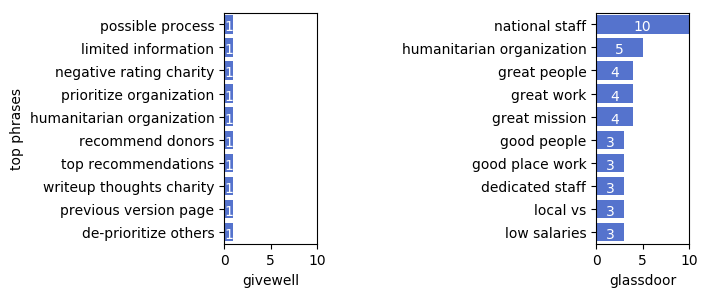 top phrases
possible process 1
limited information 1
negative rating charity 1
prioritize organization 1
humanitarian organization 1
recommend donors 1
top recommendations 1
writeup thoughts charity 1
previous version page 1
de-prioritize others 1
0 5 10
givewell
national staff 10
humanitarian organization 5
great people 4
great work 4
great mission 4
good people 3
good place work 3
dedicated staff 3
local vs 3
low salaries 3
0 5 10
glassdoor